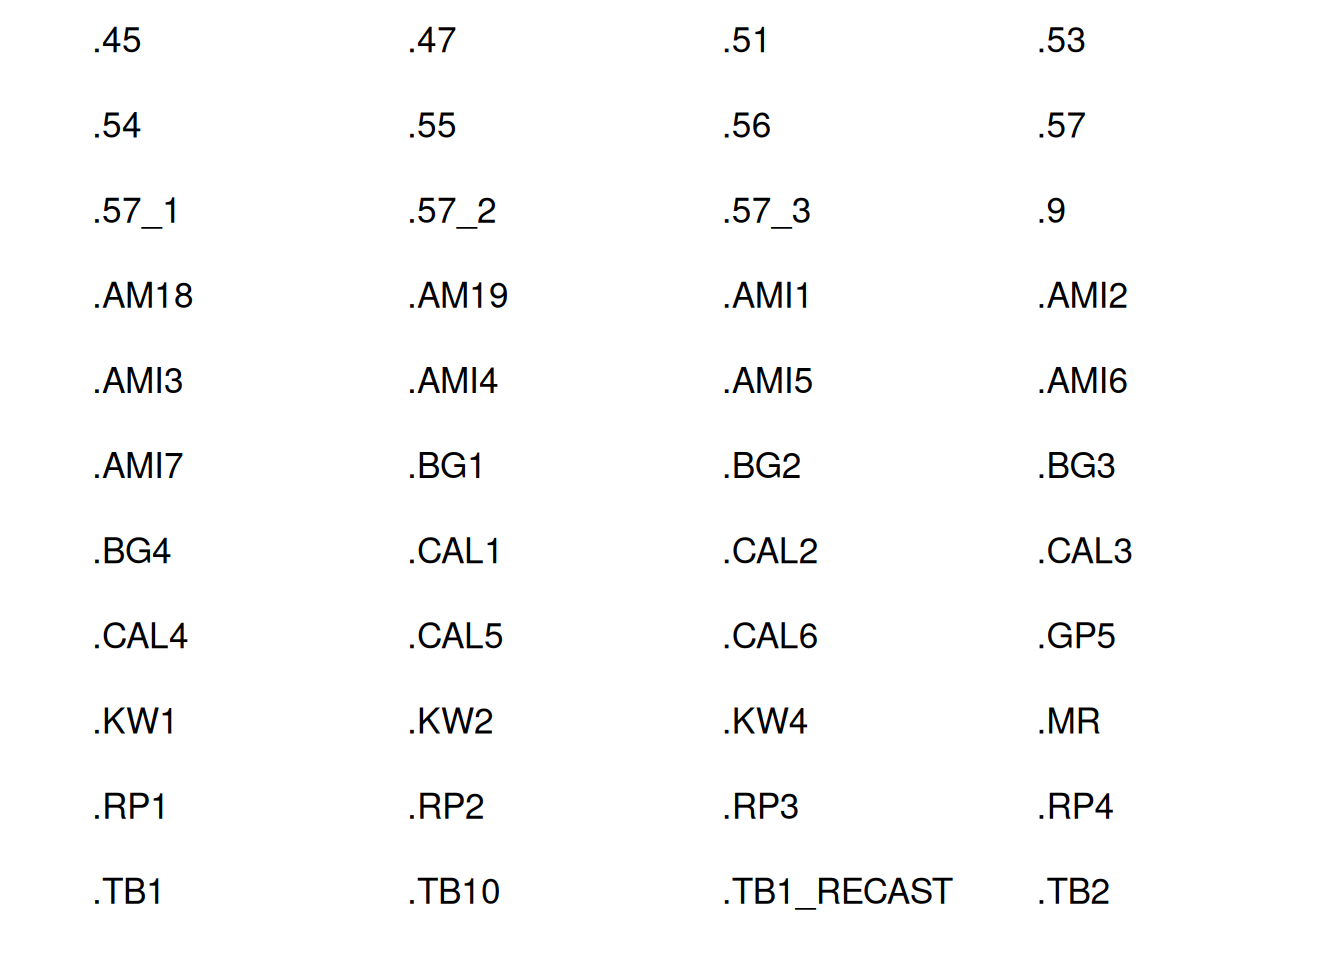 .45 .47 .51 .53
.54 .55 .56 .57
.57_1 .57_2 .57_3 .9
.AM18 .AM19 .AMI1 .AMI2
.AMI3 .AMI4 .AMI5 .AMI6
.AMI7 .BG1 .BG2 .BG3
.BG4 .CAL1 .CAL2 .CAL3
.CAL4 .CAL5 .CAL6 .GP5
.KW1 .KW2 .KW4 .MR
.RP1 .RP2 .RP3 .RP4
.TB1 .TB10 .TB1_RECAST .TB2